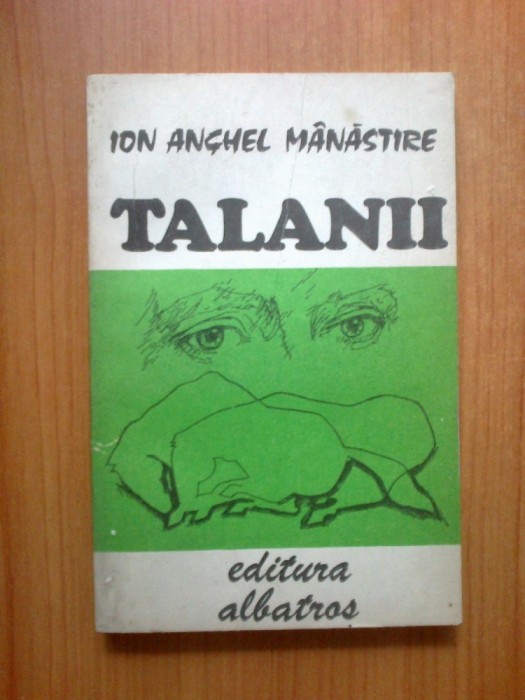 ION ANGHEL MÂNĂSTIRE
TALANII
editura
albatros